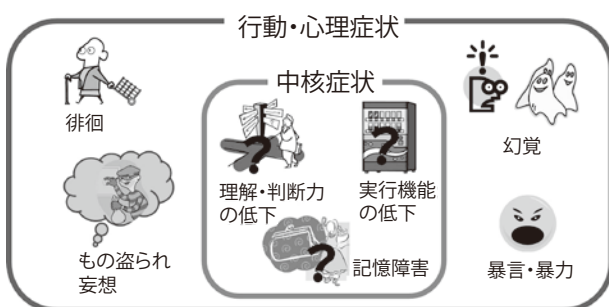 行動・心理症状
中核症状
徘徊
幻覚
理解・判断力
の低下
実行機能
の低下
もの盗られ
妄想
記憶障害
暴言・暴力